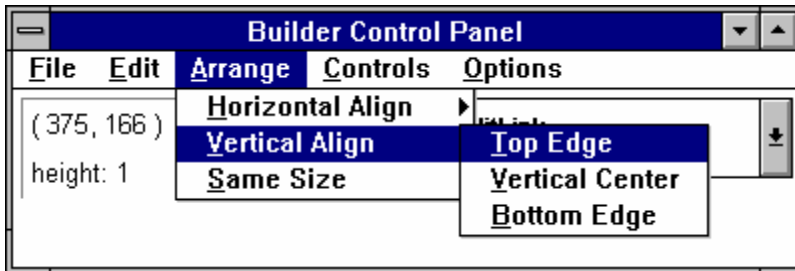 Builder Control Panel
File Edit Arrange Controls Options
Horizontal Align
( 375, 166 )
Vertical Align Top Edge
height: 1 Same Size Vertical Center
Bottom Edge